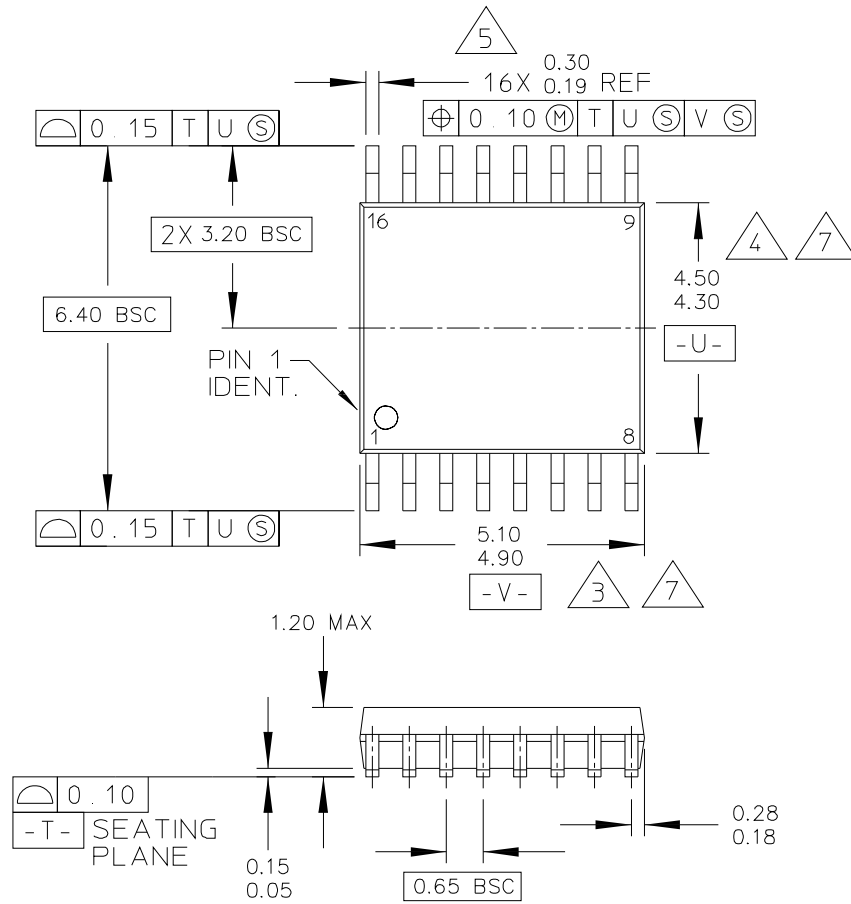 5
16X 0.30 REF
0.19
⌖ 0.10 Ⓜ T U Ⓢ V Ⓢ
⌓ 0.15 T U Ⓢ
2X 3.20 BSC
6.40 BSC
16
9
4
7
4.50
4.30
-U-
PIN 1
IDENT.
1
8
⌓ 0.15 T U Ⓢ
5.10
4.90
-V-
3
7
1.20 MAX
⌓ 0.10
-T- SEATING
PLANE
0.15
0.05
0.65 BSC
0.28
0.18